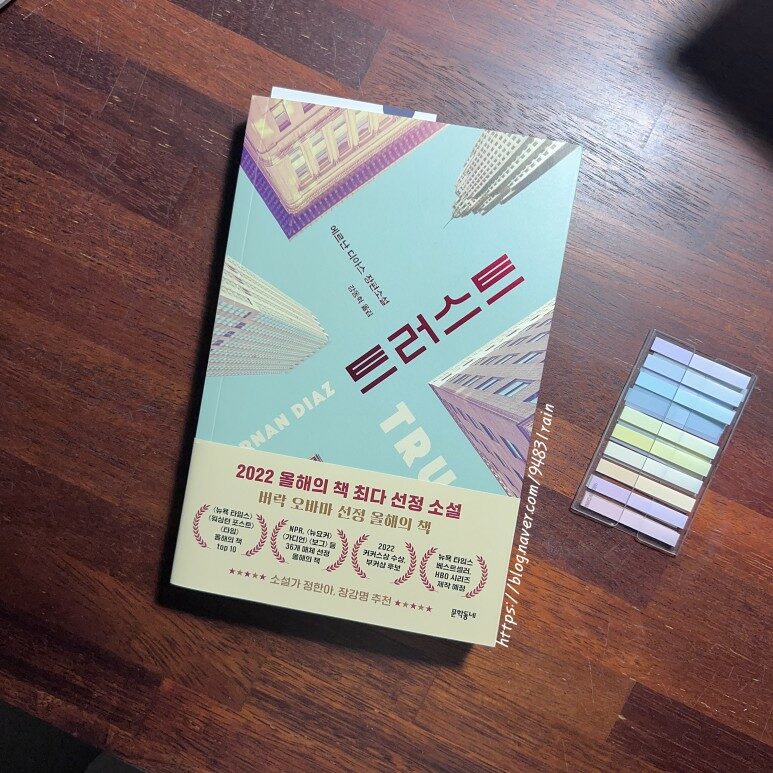 에르난 디아스 장편소설
강동혁 옮김
트러스트
RNAN DIAZ
TRU
2022 올해의 책 최다 선정 소설
버락 오바마 선정 올해의 책
〈뉴욕 타임스〉
〈워싱턴 포스트〉
〈타임〉
올해의 책
top 10
NPR, 〈뉴요커〉
〈가디언〉 〈보그〉 등
36개 매체 선정
올해의 책
2022
커커스상 수상,
부커상 후보
뉴욕 타임스
베스트셀러,
HBO 시리즈
제작 예정
★★★★★ 소설가 정한아, 장강명 추천 ★★★★★
문학동네
https://blog.naver.com/94831rain